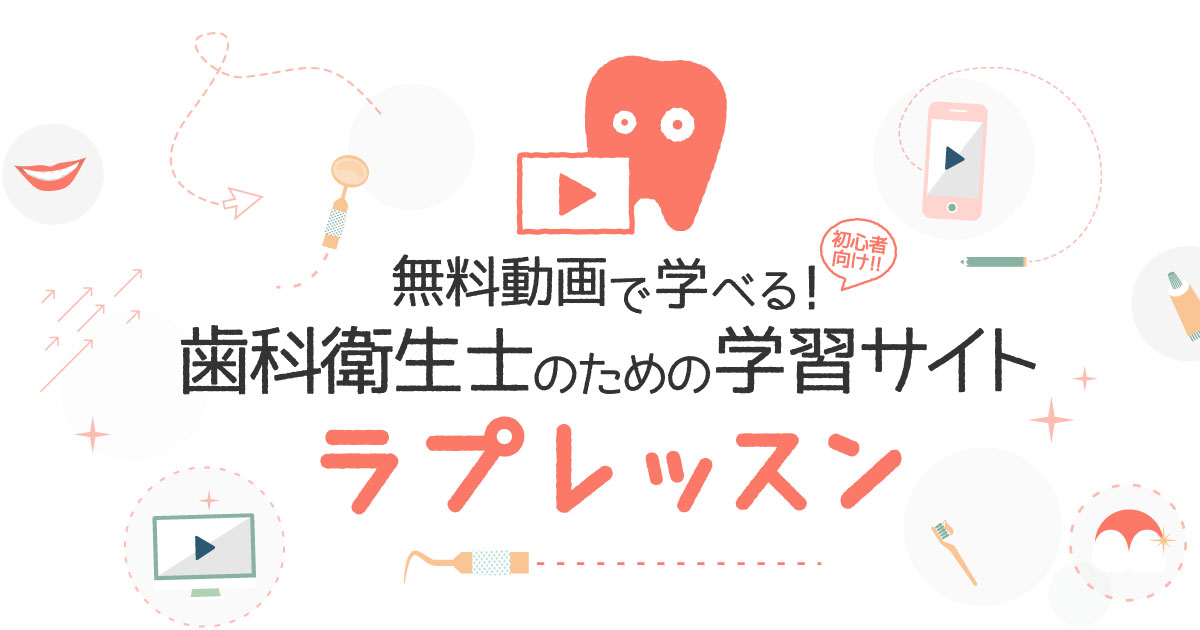 初心者
向け!!
無料動画で学べる!
歯科衛生士のための学習サイト
ラプレッスン